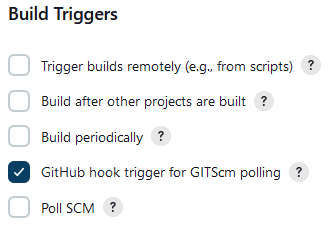 Build Triggers
Trigger builds remotely (e.g., from scripts) ?
Build after other projects are built ?
Build periodically ?
GitHub hook trigger for GITScm polling ?
Poll SCM ?